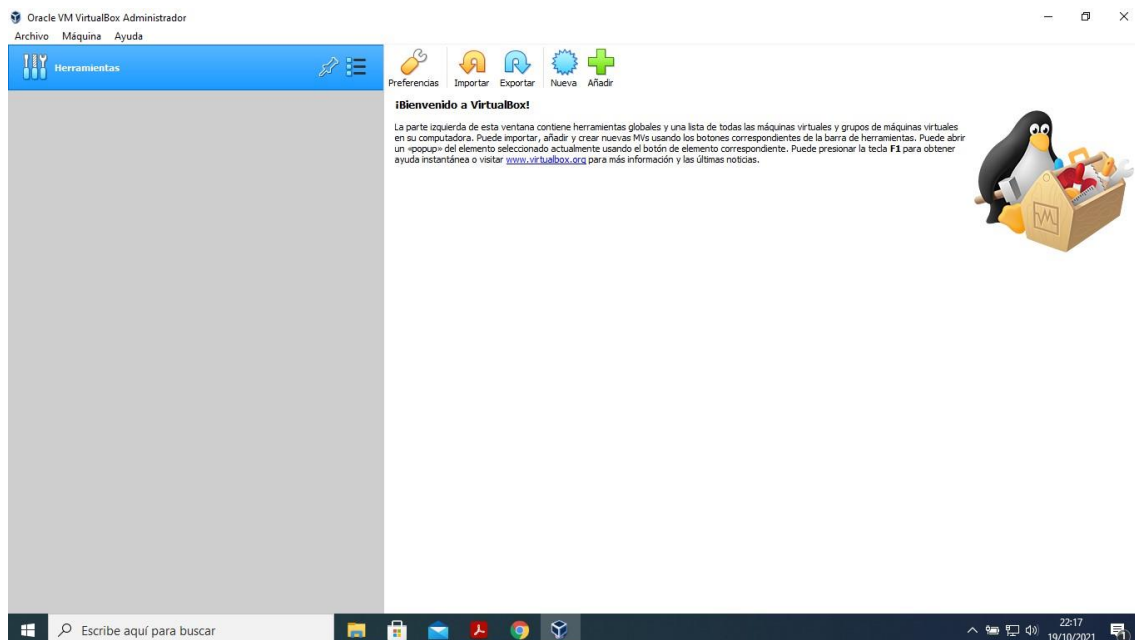 Oracle VM VirtualBox Administrador
Archivo Máquina Ayuda
Herramientas
Preferencias Importar Exportar Nueva Añadir
¡Bienvenido a VirtualBox!
La parte izquierda de esta ventana contiene herramientas globales y una lista de todas las máquinas virtuales y grupos de máquinas virtuales
en su computadora. Puede importar, añadir y crear nuevas MVs usando los botones correspondientes de la barra de herramientas. Puede abrir
un «popup» del elemento seleccionado actualmente usando el botón de elemento correspondiente. Puede presionar la tecla F1 para obtener
ayuda instantánea o visitar www.virtualbox.org para más información y las últimas noticias.
Escribe aquí para buscar
22:17
19/10/2021